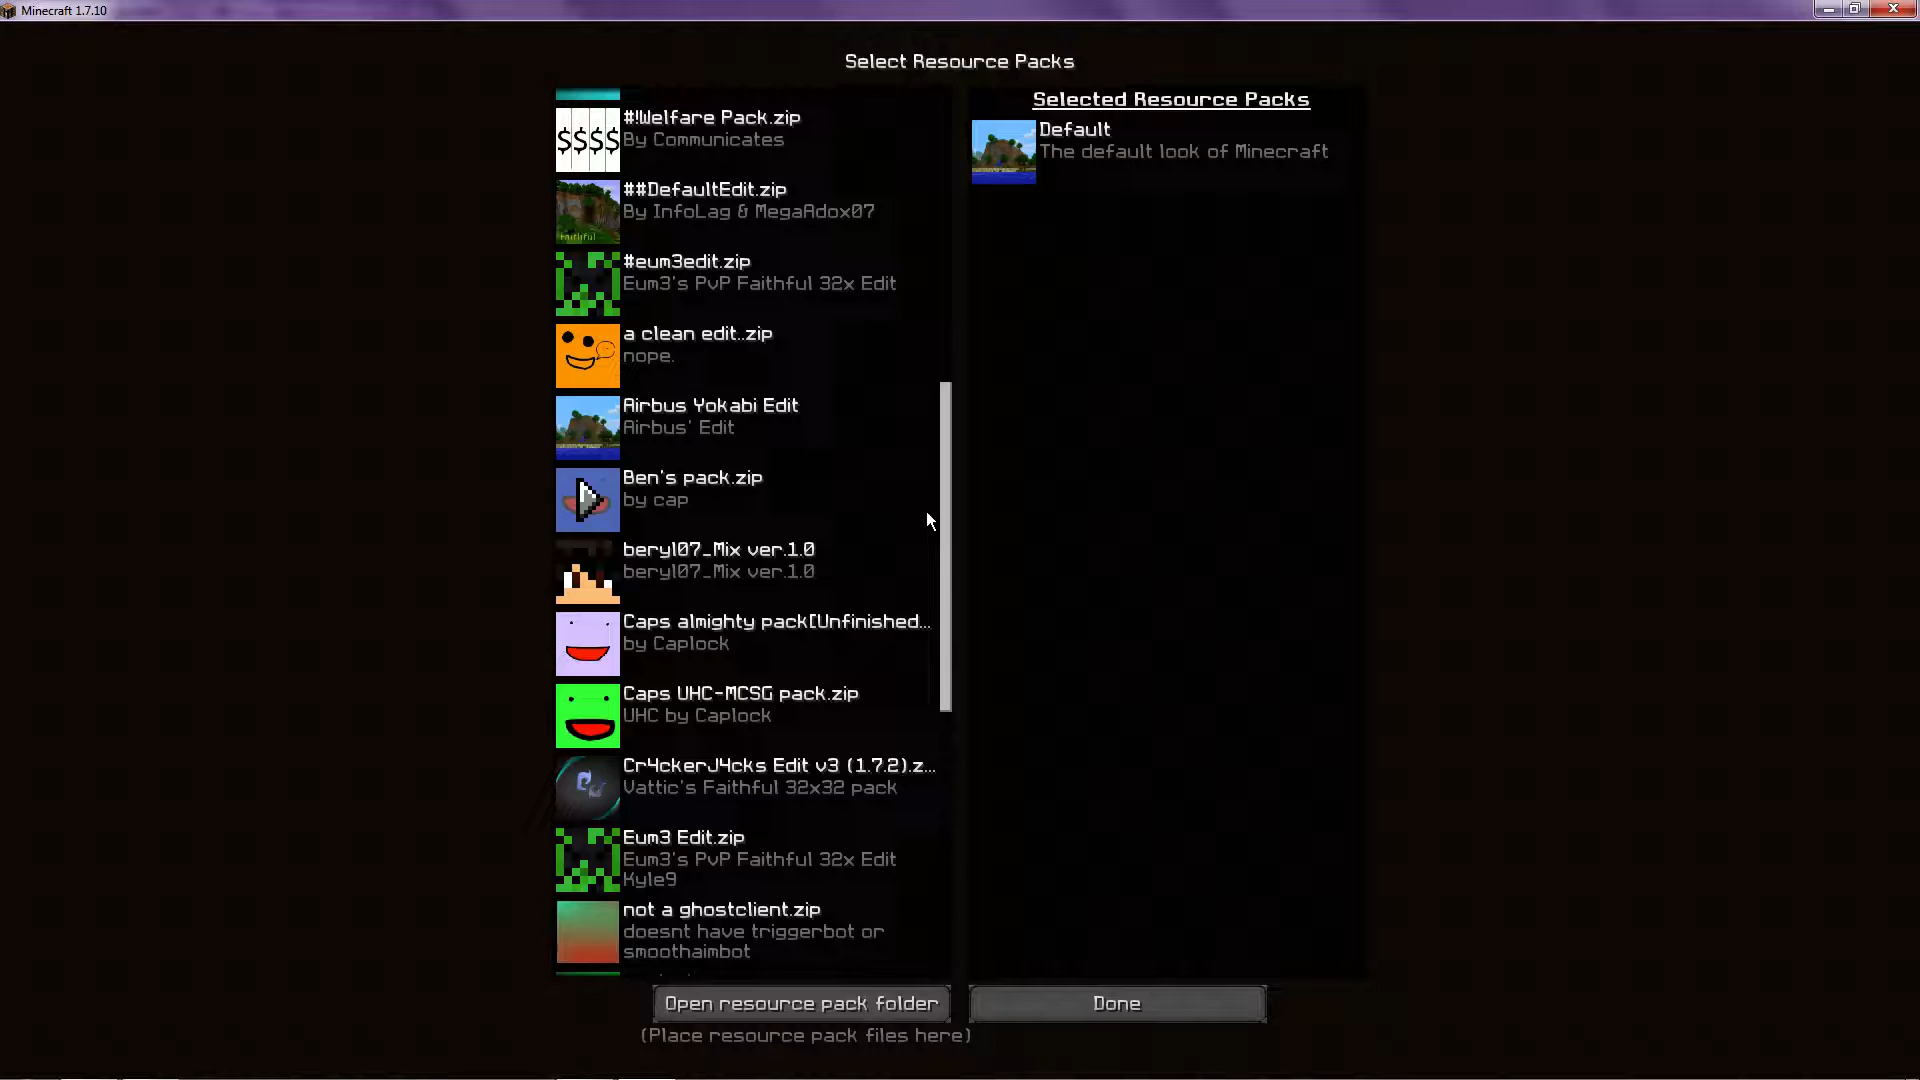 Minecraft 1.7.10
Select Resource Packs
#!Welfare Pack.zip
By Communicates
$$$$
##DefaultEdit.zip
By InfoLag & MegaAdox07
Faithful
#eum3edit.zip
Eum3's PvP Faithful 32x Edit
a clean edit..zip
nope.
Airbus Yokabi Edit
Airbus' Edit
Ben's pack.zip
by cap
beryl07_Mix ver.1.0
beryl07_Mix ver.1.0
Caps almighty pack[Unfinished...
by Caplock
Caps UHC-MCSG pack.zip
UHC by Caplock
Cr4ckerJ4cks Edit v3 (1.7.2).z...
Vattic's Faithful 32x32 pack
Eum3 Edit.zip
Eum3's PvP Faithful 32x Edit
Kyle9
not a ghostclient.zip
doesnt have triggerbot or
smoothaimbot
Selected Resource Packs
Default
The default look of Minecraft
Open resource pack folder
Done
(Place resource pack files here)